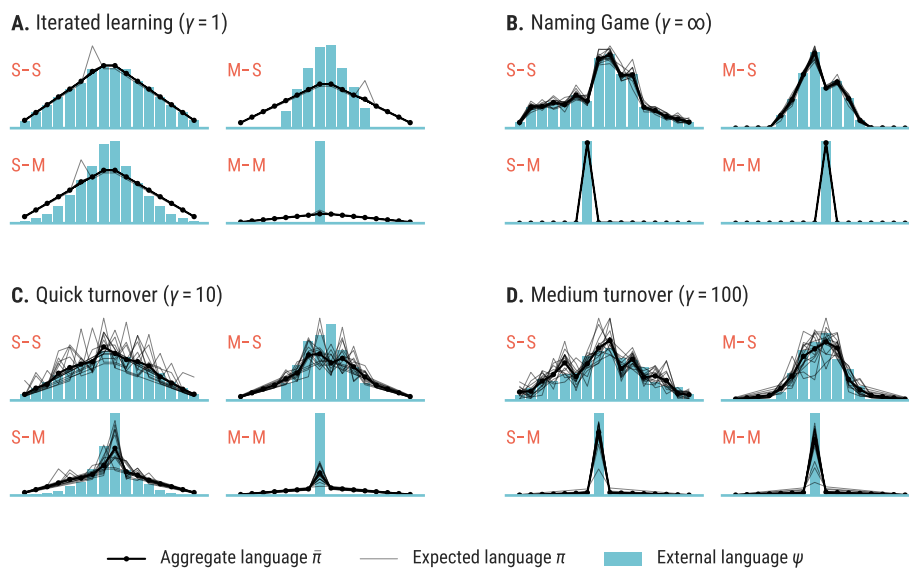 A. Iterated learning (γ = 1)
S–S
M–S
S–M
M–M
B. Naming Game (γ = ∞)
S–S
M–S
S–M
M–M
C. Quick turnover (γ = 10)
S–S
M–S
S–M
M–M
D. Medium turnover (γ = 100)
S–S
M–S
S–M
M–M
Aggregate language π̄
Expected language π
External language ψ